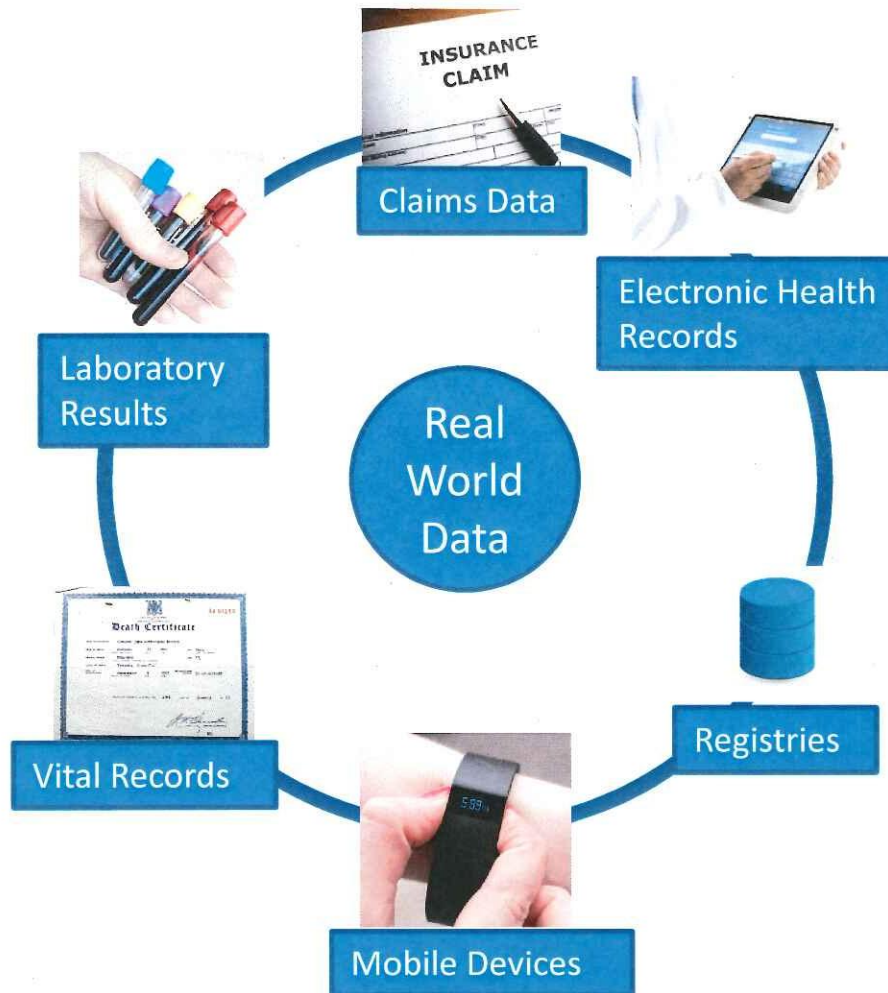 INSURANCE
CLAIM
Claims Data
Electronic Health
Records
Laboratory
Results
Real
World
Data
Death Certificate
Registries
Vital Records
Mobile Devices